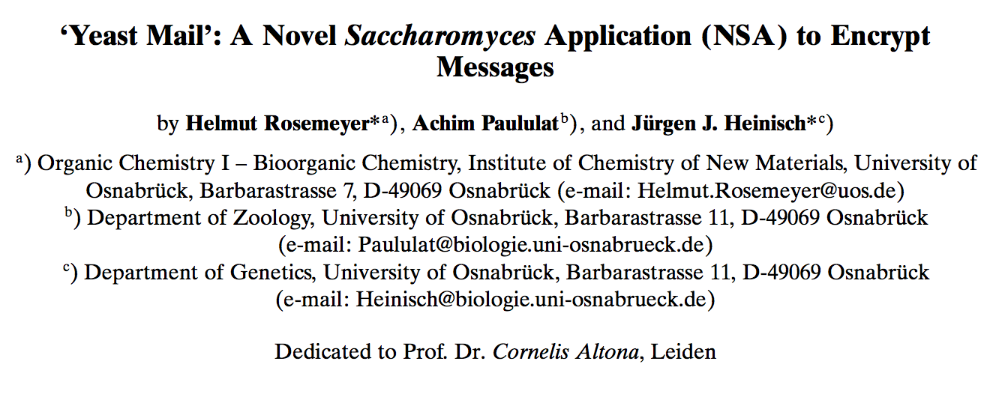 ‘Yeast Mail’: A Novel Saccharomyces Application (NSA) to Encrypt
Messages
by Helmut Rosemeyer*a), Achim Paululatb), and Jürgen J. Heinisch*c)
a) Organic Chemistry I – Bioorganic Chemistry, Institute of Chemistry of New Materials, University of
Osnabrück, Barbarastrasse 7, D-49069 Osnabrück (e-mail: Helmut.Rosemeyer@uos.de)
b) Department of Zoology, University of Osnabrück, Barbarastrasse 11, D-49069 Osnabrück
(e-mail: Paululat@biologie.uni-osnabrueck.de)
c) Department of Genetics, University of Osnabrück, Barbarastrasse 11, D-49069 Osnabrück
(e-mail: Heinisch@biologie.uni-osnabrueck.de)
Dedicated to Prof. Dr. Cornelis Altona, Leiden